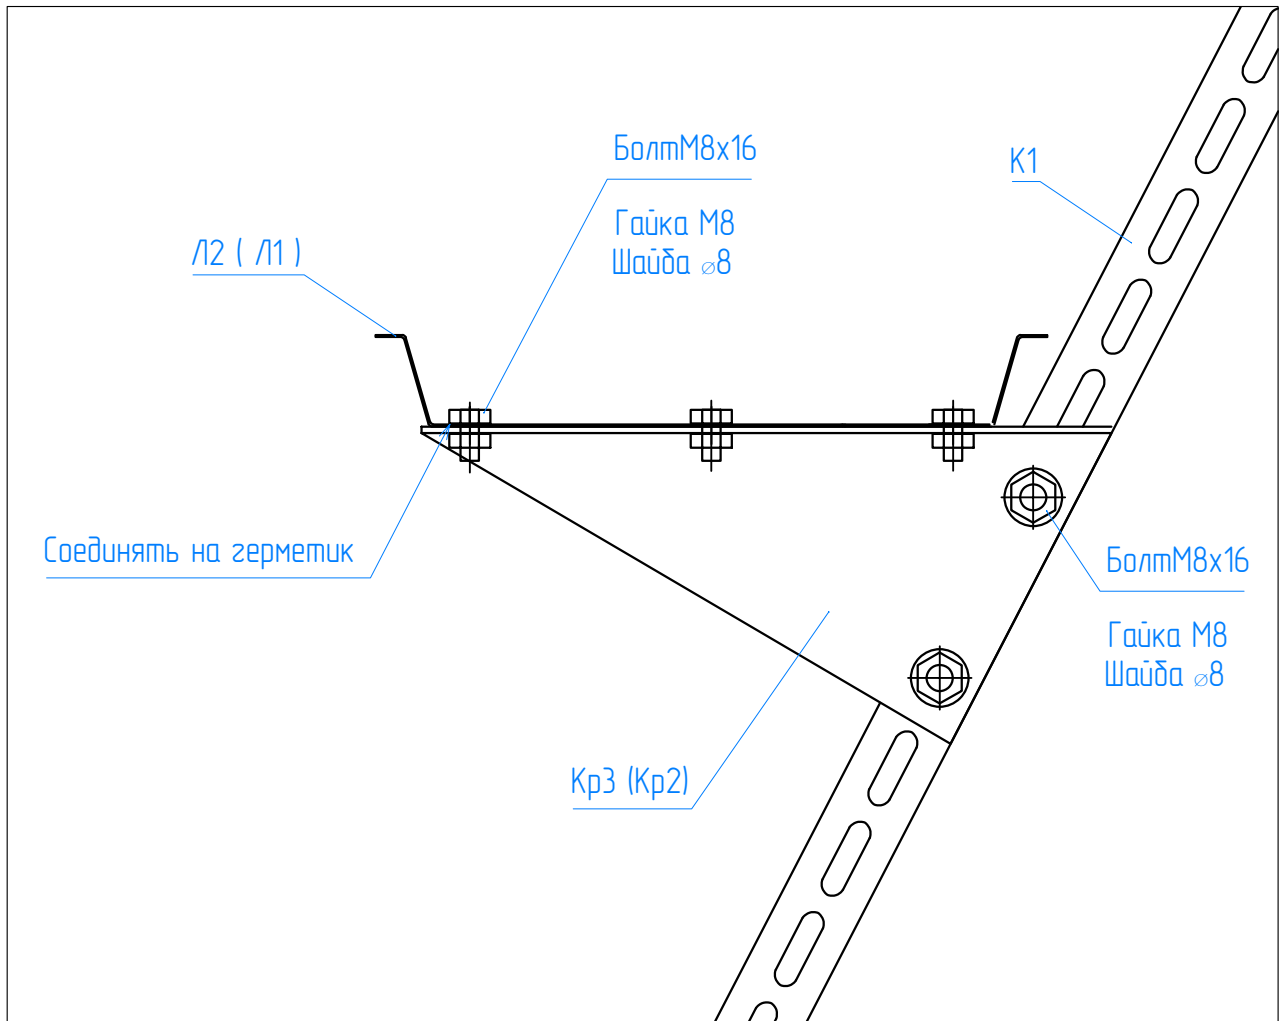 БолтМ8х16
К1
Гайка М8
Шайба ⌀8
Л2 ( Л1 )
Соединять на герметик
БолтМ8х16
Гайка М8
Шайба ⌀8
Кр3 (Кр2)